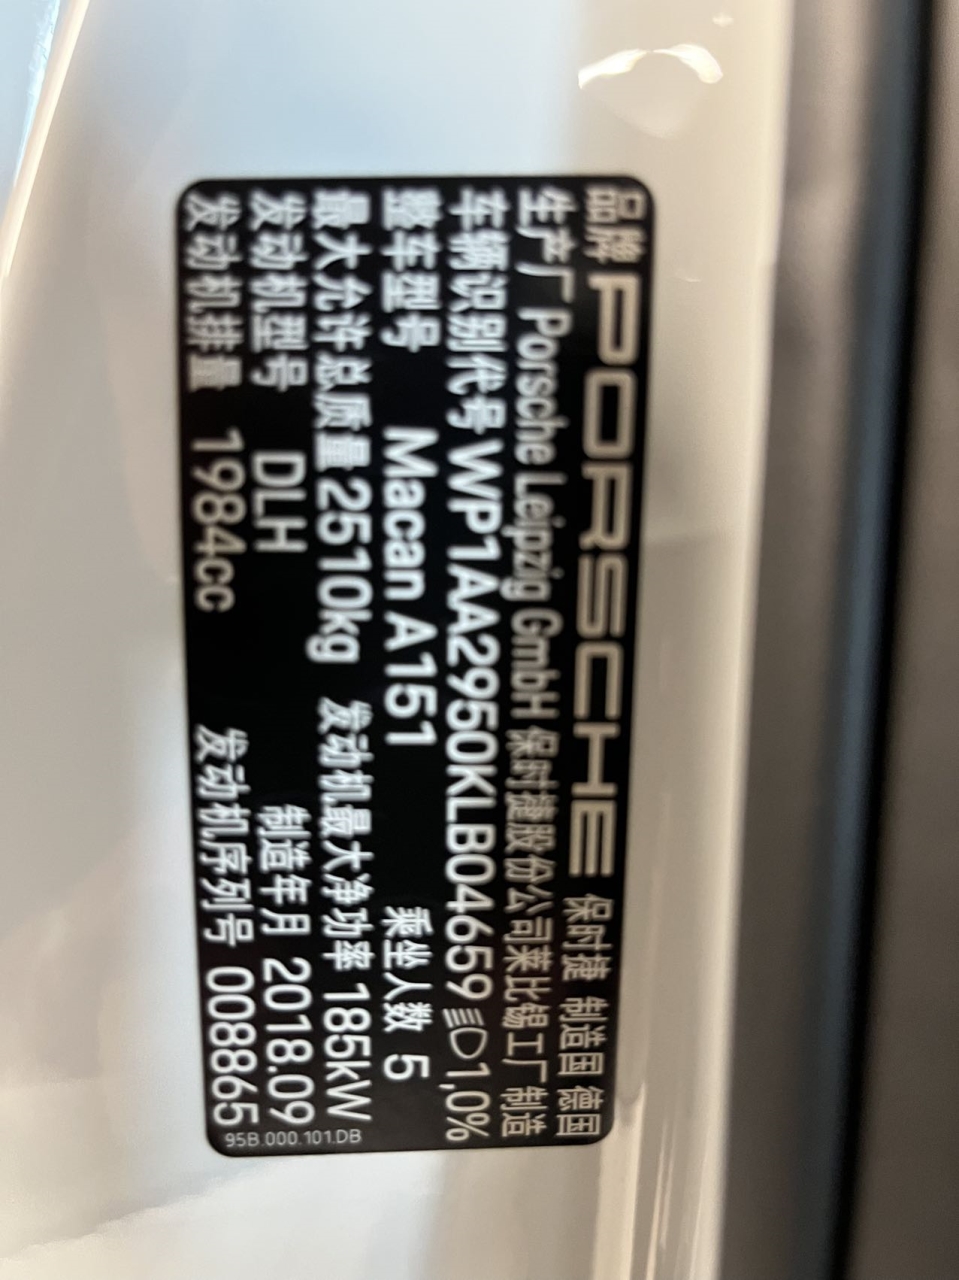 品牌 PORSCHE 保时捷 制造国 德国
生产厂 Porsche Leipzig GmbH 保时捷股份公司莱比锡工厂制造
车辆识别代号 WP1AA2950KLB04659 1,0%
整车型号 Macan A151 乘坐人数 5
最大允许总质量 2510kg 发动机最大净功率 185kW
发动机型号 DLH 制造年月 2018.09
发动机排量 1984cc 发动机序列号 008865
95B.000.101.DB